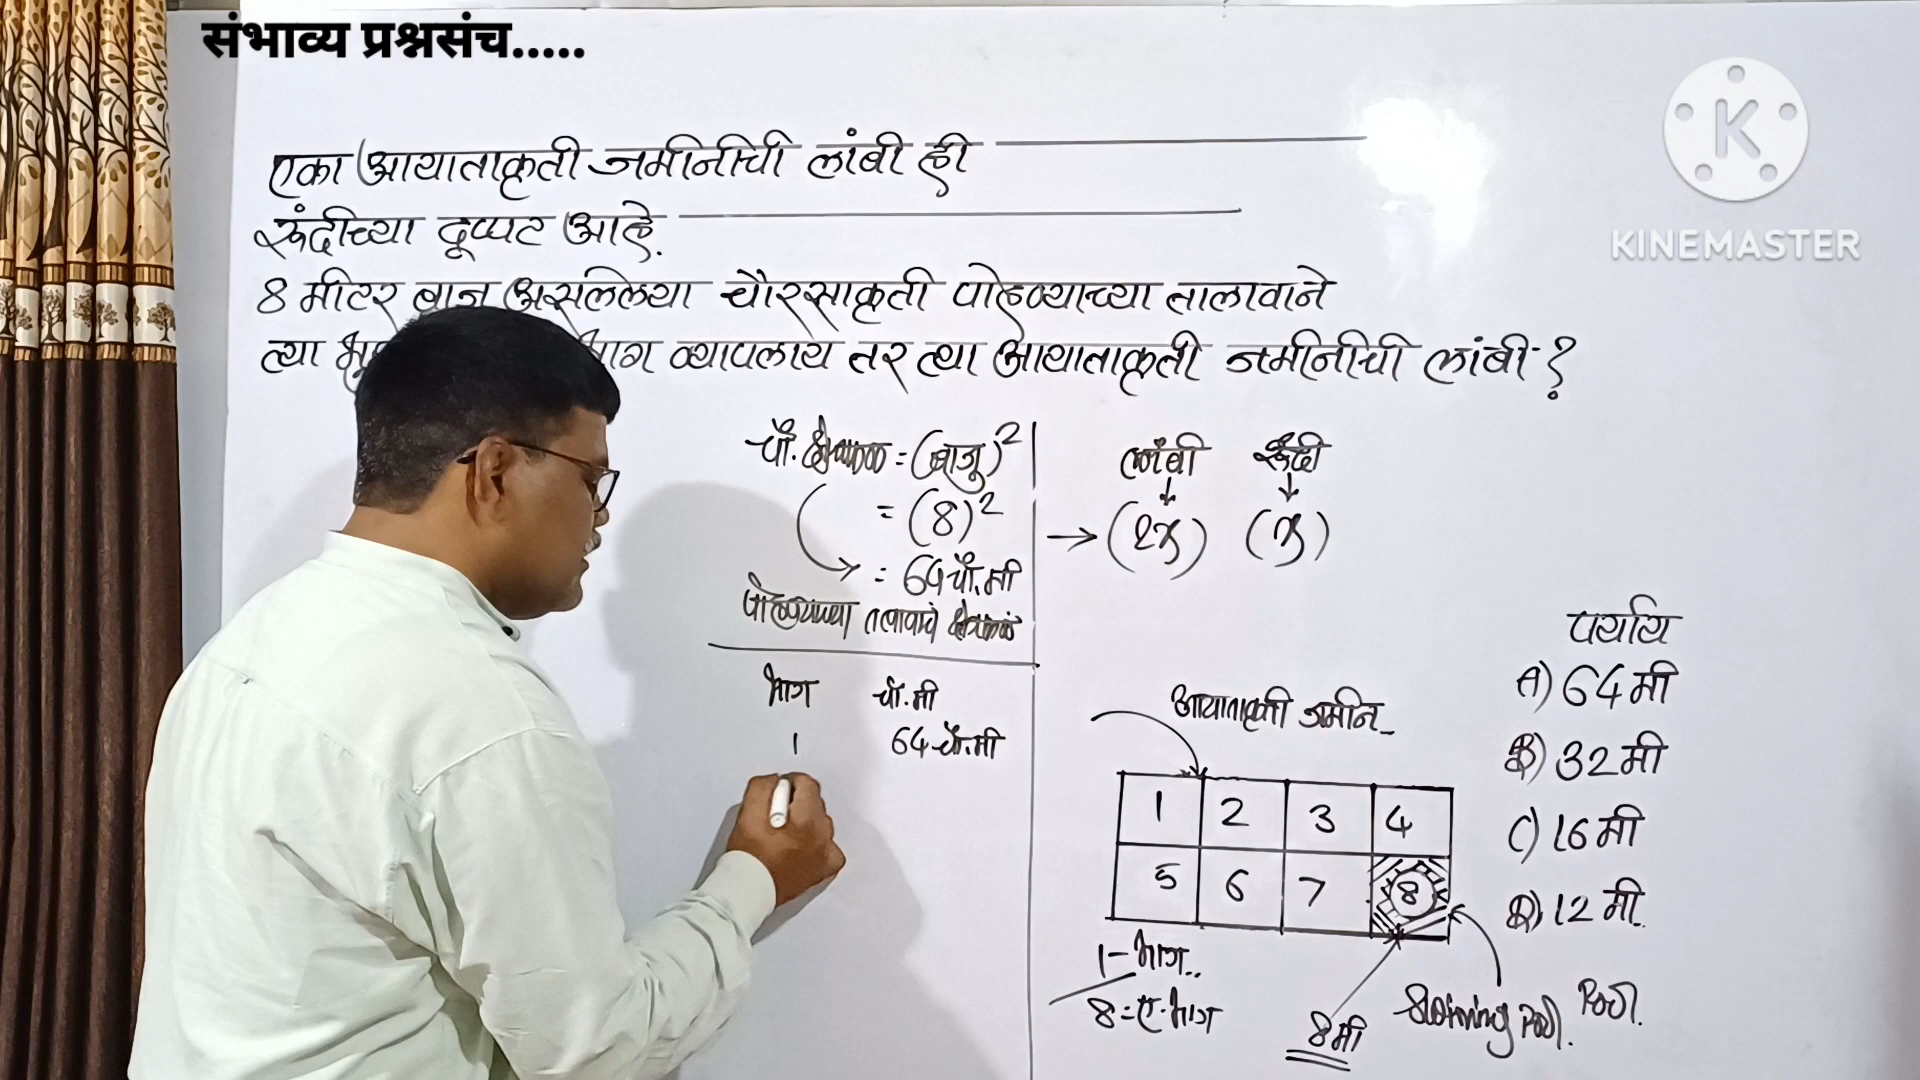 संभाव्य प्रश्नसंच.....
KINEMASTER
एका आयाताकृती जमीनीची लांबी ही
रुंदीच्या दूप्पट आहे.
8 मीटर बाजू असलेल्या चौरसाकृती पोहण्याच्या तालावाने
त्या भाग व्यापलाय तर त्या आयाताकृती जमीनीची लांबी ?
चौ. क्षेत्रफळ = (बाजू)²
= (8)²
= 64 चौ.मी
पोहण्याच्या तलावाचे क्षेत्रफळ
लांबी रुंदी
(2x) (x)
भाग चौ.मी
1 64 चौ.मी
आयाताकृती जमीन
1 2 3 4
5 6 7 8
1 - भाग..
8 = ए. भाग
8मी
Pool.
Pool.
पर्याय
A) 64 मी
B) 32 मी
C) 16 मी
D) 12 मी.